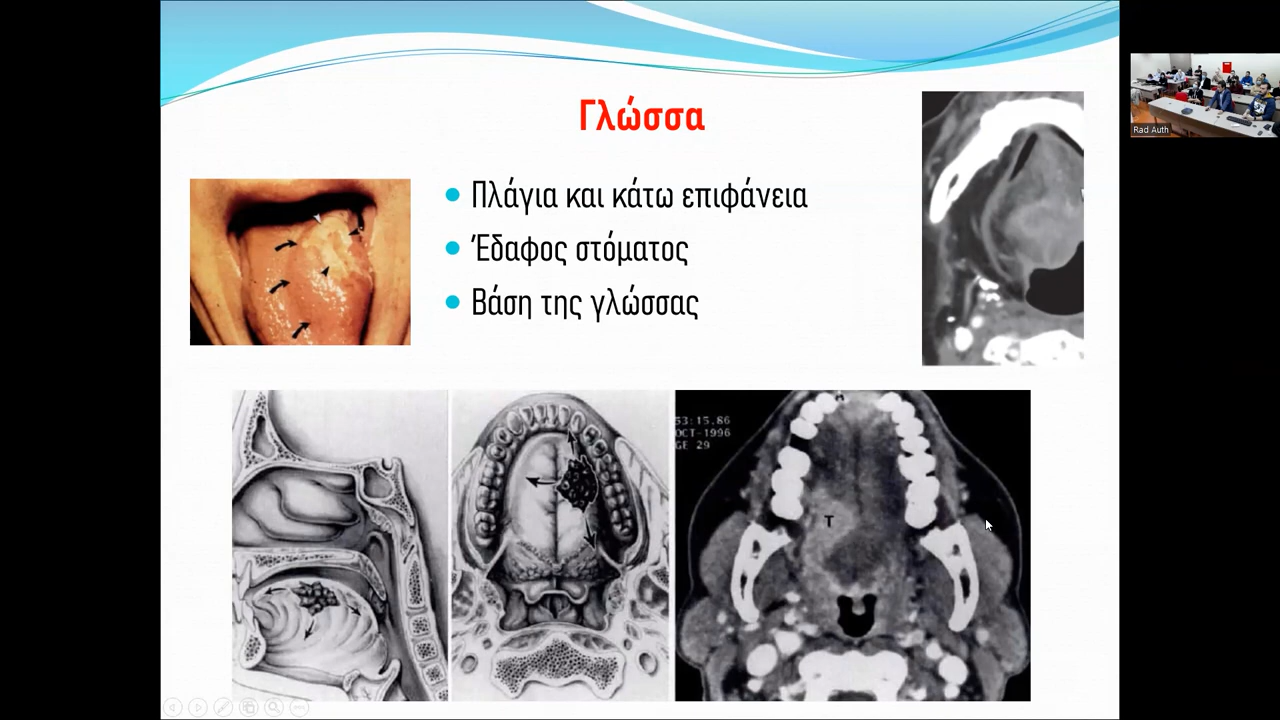 Γλώσσα
Πλάγια και κάτω επιφάνεια
Έδαφος στόματος
Βάση της γλώσσας
53:15.86
OCT-1996
GE 29
T
Rad Auth